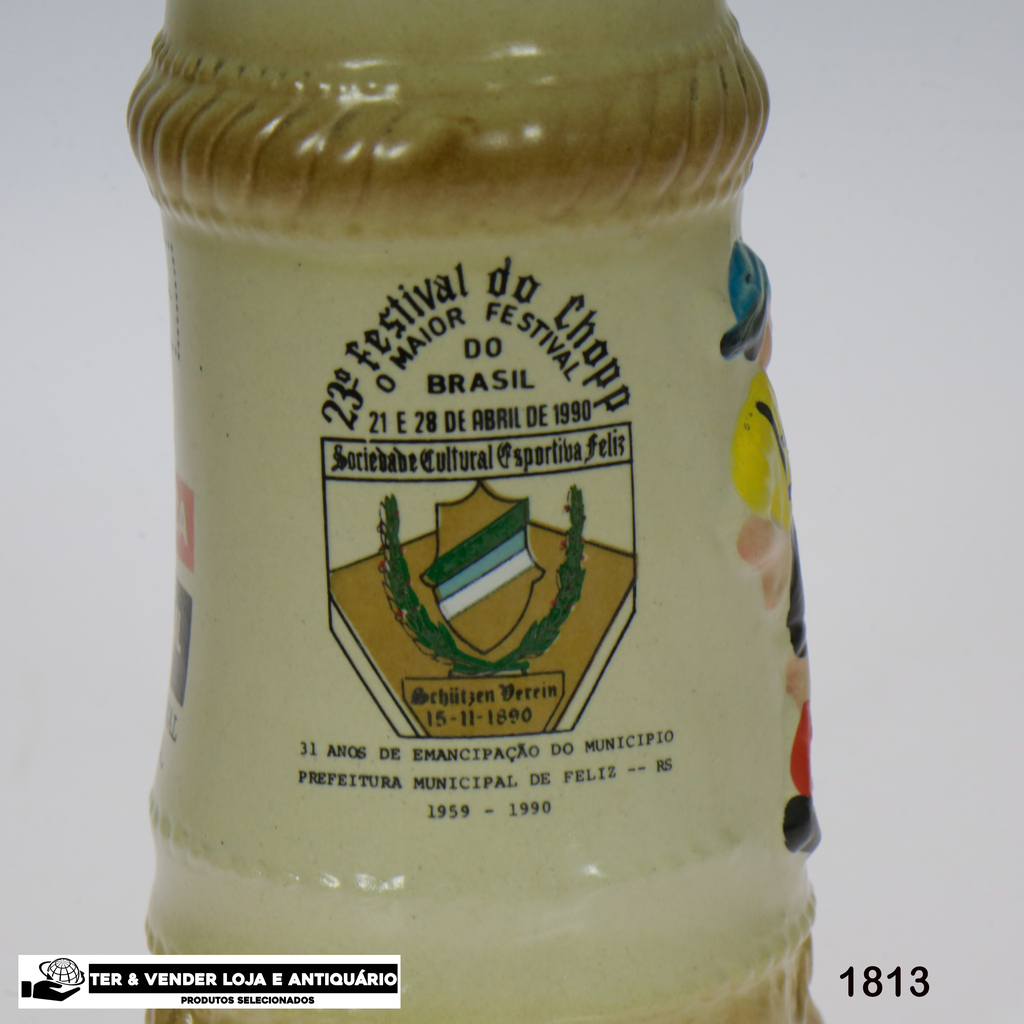 23º Festival do Chopp
O MAIOR FESTIVAL
DO
BRASIL
21 E 28 DE ABRIL DE 1990
Sociedade Cultural Esportiva Feliz
Schützen Verein
15-11-1890
31 ANOS DE EMANCIPAÇÃO DO MUNICIPIO
PREFEITURA MUNICIPAL DE FELIZ -- RS
1959 - 1990
TER & VENDER LOJA E ANTIQUÁRIO
PRODUTOS SELECIONADOS
1813